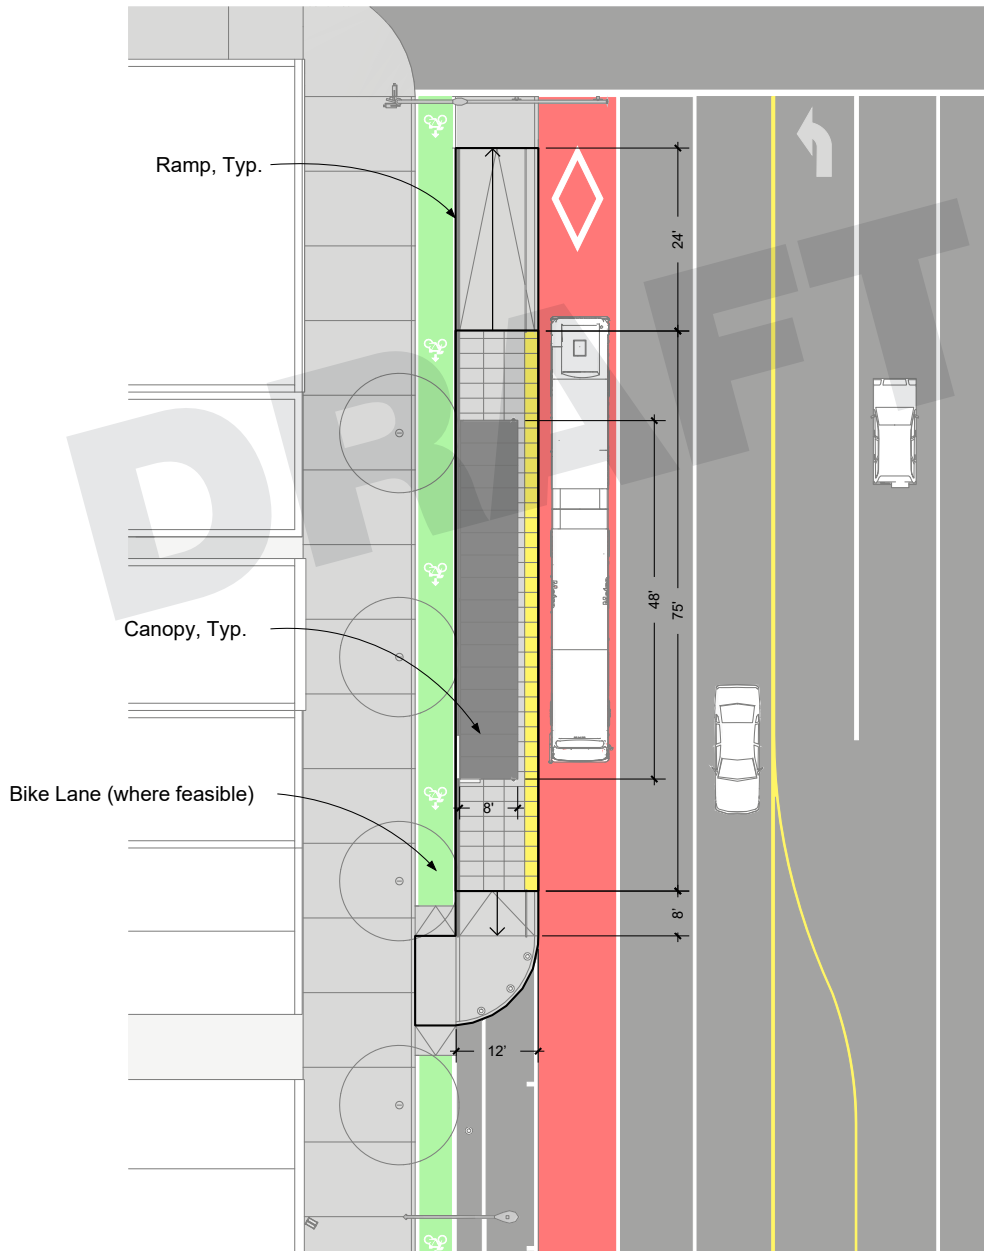 Ramp, Typ.
24'
DRAFT
48'
75'
Canopy, Typ.
Bike Lane (where feasible)
8'
8'
12'